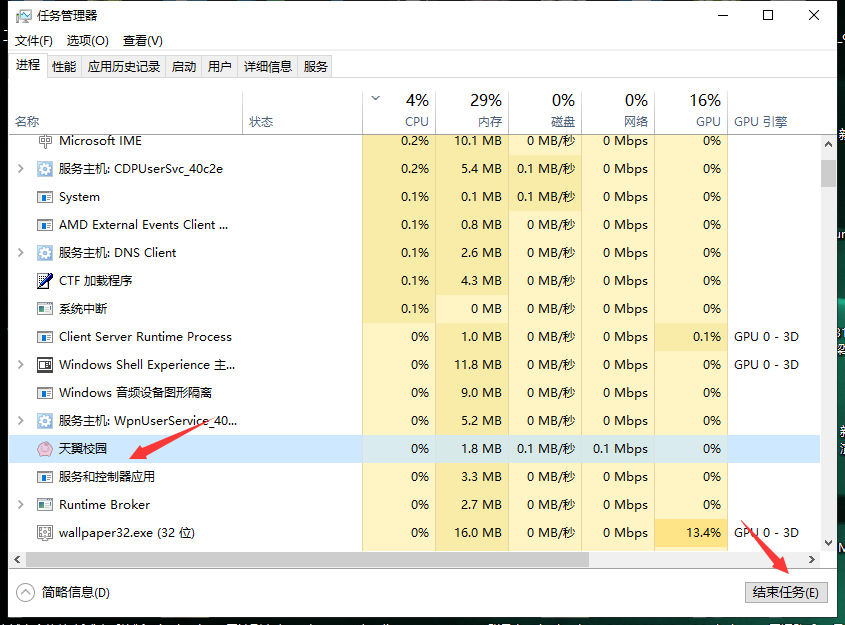 任务管理器
文件(F) 选项(O) 查看(V)
进程 性能 应用历史记录 启动 用户 详细信息 服务
4% 29% 0% 0% 16%
名称 状态 CPU 内存 磁盘 网络 GPU GPU 引擎
Microsoft IME 0.2% 10.1 MB 0 MB/秒 0 Mbps 0%
服务主机: CDPUserSvc_40c2e 0.2% 5.4 MB 0.1 MB/秒 0 Mbps 0%
System 0.1% 0.1 MB 0.1 MB/秒 0 Mbps 0%
AMD External Events Client ... 0.1% 0.8 MB 0 MB/秒 0 Mbps 0%
服务主机: DNS Client 0.1% 2.6 MB 0 MB/秒 0 Mbps 0%
CTF 加载程序 0.1% 4.3 MB 0 MB/秒 0 Mbps 0%
系统中断 0.1% 0 MB 0 MB/秒 0 Mbps 0%
Client Server Runtime Process 0% 1.0 MB 0 MB/秒 0 Mbps 0.1% GPU 0 - 3D
Windows Shell Experience 主... 0% 11.8 MB 0 MB/秒 0 Mbps 0% GPU 0 - 3D
Windows 音频设备图形隔离 0% 9.0 MB 0 MB/秒 0 Mbps 0%
服务主机: WpnUserService_40... 0% 5.2 MB 0 MB/秒 0 Mbps 0%
天翼校园 0% 1.8 MB 0.1 MB/秒 0.1 Mbps 0%
服务和控制器应用 0% 3.3 MB 0 MB/秒 0 Mbps 0%
Runtime Broker 0% 2.7 MB 0 MB/秒 0 Mbps 0%
wallpaper32.exe (32 位) 0% 16.0 MB 0 MB/秒 0 Mbps 13.4% GPU 0 - 3D
简略信息(D) 结束任务(E)